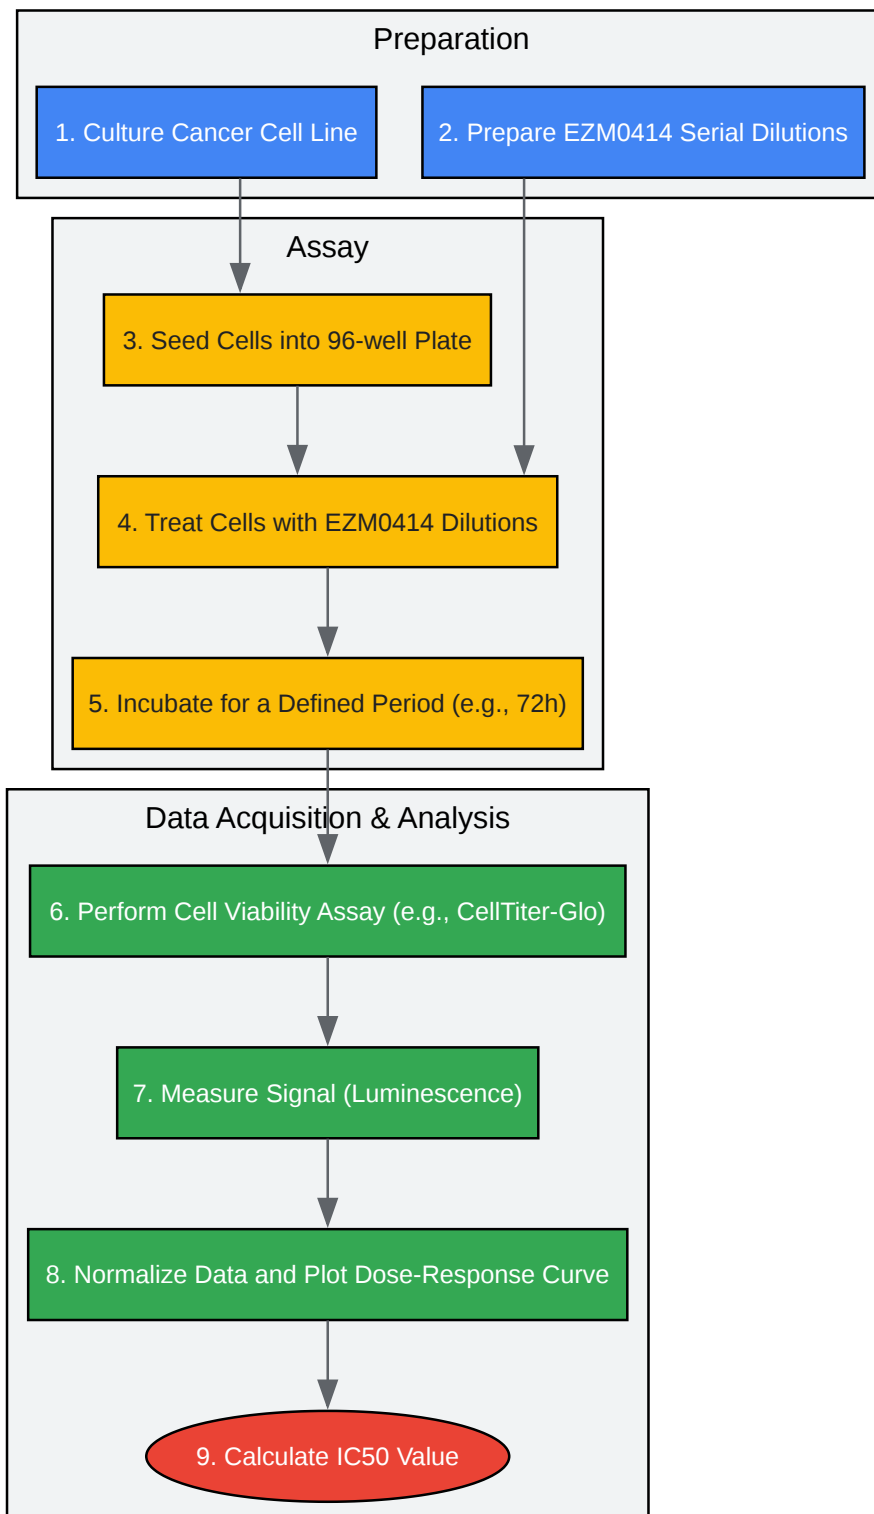 Preparation
1. Culture Cancer Cell Line
2. Prepare EZM0414 Serial Dilutions
Assay
3. Seed Cells into 96-well Plate
4. Treat Cells with EZM0414 Dilutions
5. Incubate for a Defined Period (e.g., 72h)
Data Acquisition & Analysis
6. Perform Cell Viability Assay (e.g., CellTiter-Glo)
7. Measure Signal (Luminescence)
8. Normalize Data and Plot Dose-Response Curve
9. Calculate IC50 Value